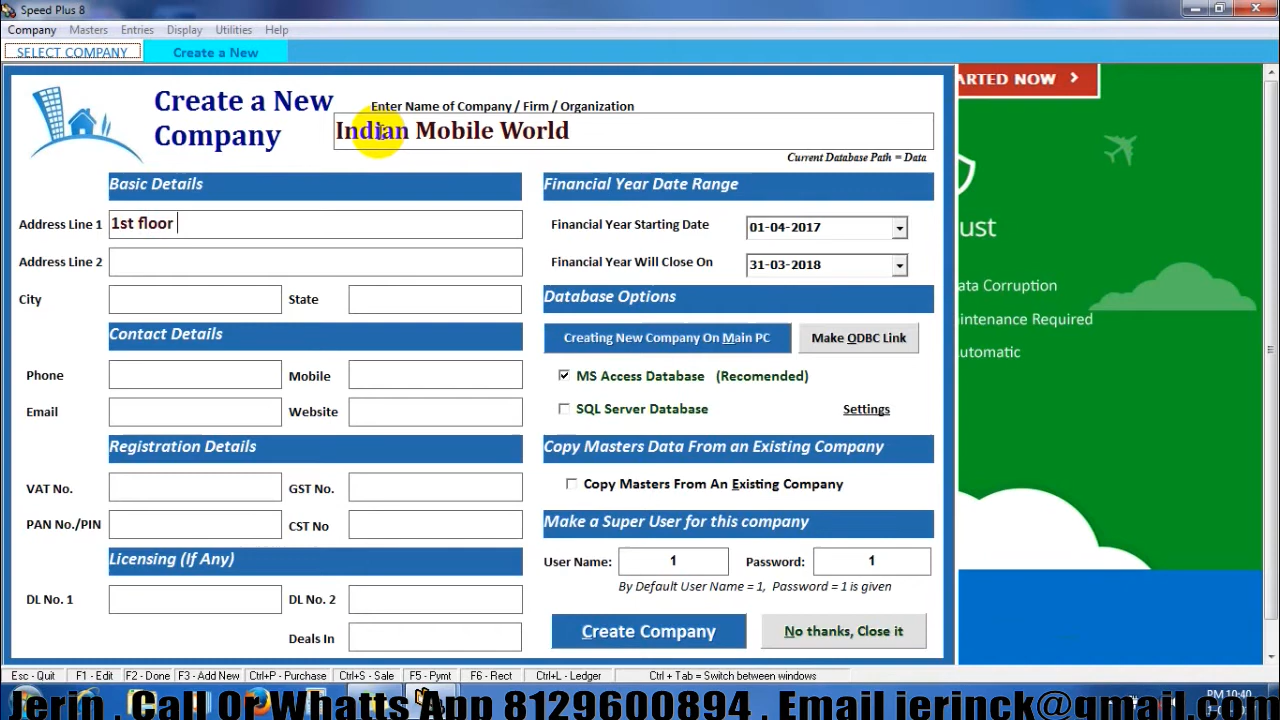 Speed Plus 8
Company Masters Entries Display Utilities Help
SELECT COMPANY Create a New
Create a New
Company
Enter Name of Company / Firm / Organization
Indian Mobile World
Current Database Path = Data
Basic Details
Address Line 1 1st floor
Address Line 2
City State
Contact Details
Phone Mobile
Email Website
Registration Details
VAT No. GST No.
PAN No./PIN CST No
Licensing (If Any)
DL No. 1 DL No. 2
Deals In
Financial Year Date Range
Financial Year Starting Date 01-04-2017
Financial Year Will Close On 31-03-2018
Database Options
Creating New Company On Main PC Make ODBC Link
MS Access Database (Recomended)
SQL Server Database Settings
Copy Masters Data From an Existing Company
Copy Masters From An Existing Company
Make a Super User for this company
User Name: 1 Password: 1
By Default User Name = 1, Password = 1 is given
Create Company No thanks, Close it
ARTED NOW
ust
ata Corruption
intenance Required
utomatic
Esc - Quit F1 - Edit F2 - Done F3 - Add New Ctrl+P - Purchase Ctrl+S - Sale F5 - Pymt F6 - Rect Ctrl+L - Ledger Ctrl + Tab = Switch between windows
PM 10:40
Jerin , Call Or Whatts App 8129600894 , Email jerinck@gmail.com